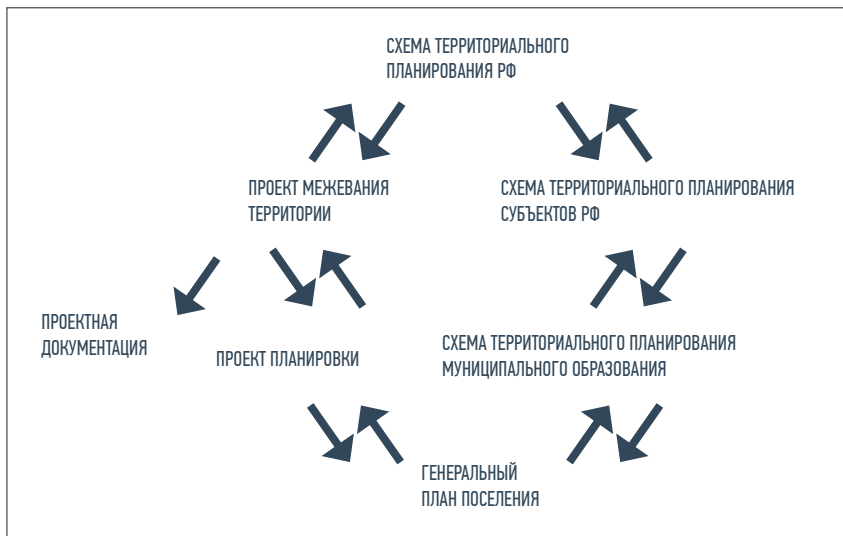 СХЕМА ТЕРРИТОРИАЛЬНОГО
ПЛАНИРОВАНИЯ РФ
ПРОЕКТ МЕЖЕВАНИЯ
ТЕРРИТОРИИ
СХЕМА ТЕРРИТОРИАЛЬНОГО ПЛАНИРОВАНИЯ
СУБЪЕКТОВ РФ
ПРОЕКТНАЯ
ДОКУМЕНТАЦИЯ
ПРОЕКТ ПЛАНИРОВКИ
СХЕМА ТЕРРИТОРИАЛЬНОГО ПЛАНИРОВАНИЯ
МУНИЦИПАЛЬНОГО ОБРАЗОВАНИЯ
ГЕНЕРАЛЬНЫЙ
ПЛАН ПОСЕЛЕНИЯ